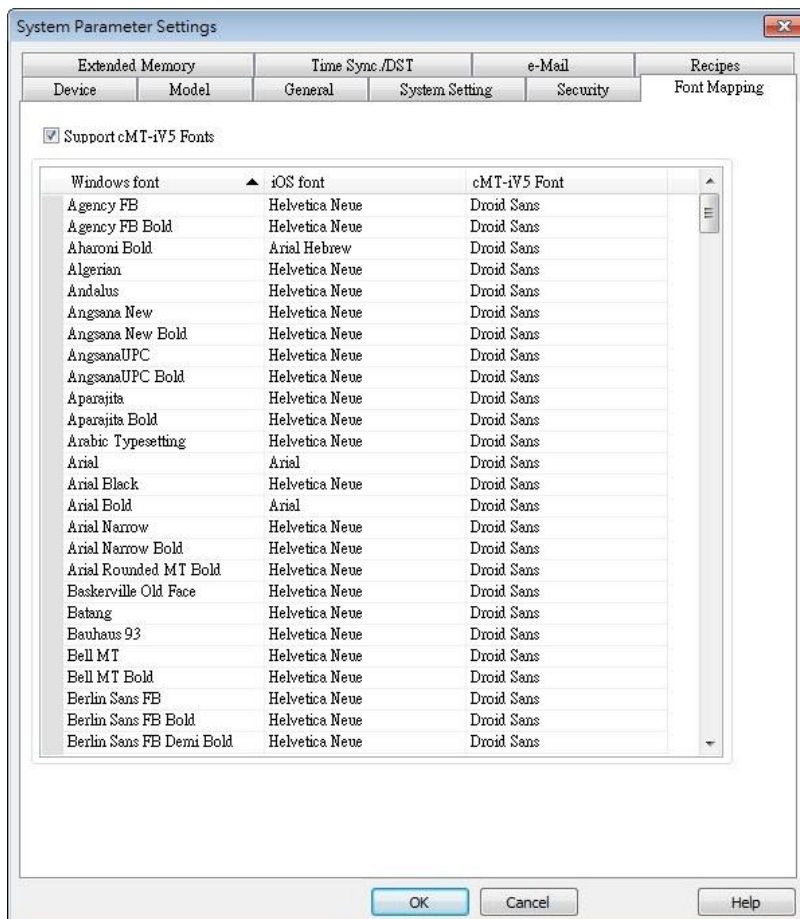 System Parameter Settings
Extended Memory Time Sync./DST e-Mail Recipes
Device Model General System Setting Security Font Mapping
Support cMT-iV5 Fonts
Windows font iOS font cMT-iV5 Font
Agency FB Helvetica Neue Droid Sans
Agency FB Bold Helvetica Neue Droid Sans
Aharoni Bold Arial Hebrew Droid Sans
Algerian Helvetica Neue Droid Sans
Andalus Helvetica Neue Droid Sans
Angsana New Helvetica Neue Droid Sans
Angsana New Bold Helvetica Neue Droid Sans
AngsanaUPC Helvetica Neue Droid Sans
AngsanaUPC Bold Helvetica Neue Droid Sans
Aparajita Helvetica Neue Droid Sans
Aparajita Bold Helvetica Neue Droid Sans
Arabic Typesetting Helvetica Neue Droid Sans
Arial Arial Droid Sans
Arial Black Helvetica Neue Droid Sans
Arial Bold Arial Droid Sans
Arial Narrow Helvetica Neue Droid Sans
Arial Narrow Bold Helvetica Neue Droid Sans
Arial Rounded MT Bold Helvetica Neue Droid Sans
Baskerville Old Face Helvetica Neue Droid Sans
Batang Helvetica Neue Droid Sans
Bauhaus 93 Helvetica Neue Droid Sans
Bell MT Helvetica Neue Droid Sans
Bell MT Bold Helvetica Neue Droid Sans
Berlin Sans FB Helvetica Neue Droid Sans
Berlin Sans FB Bold Helvetica Neue Droid Sans
Berlin Sans FB Demi Bold Helvetica Neue Droid Sans
OK Cancel Help